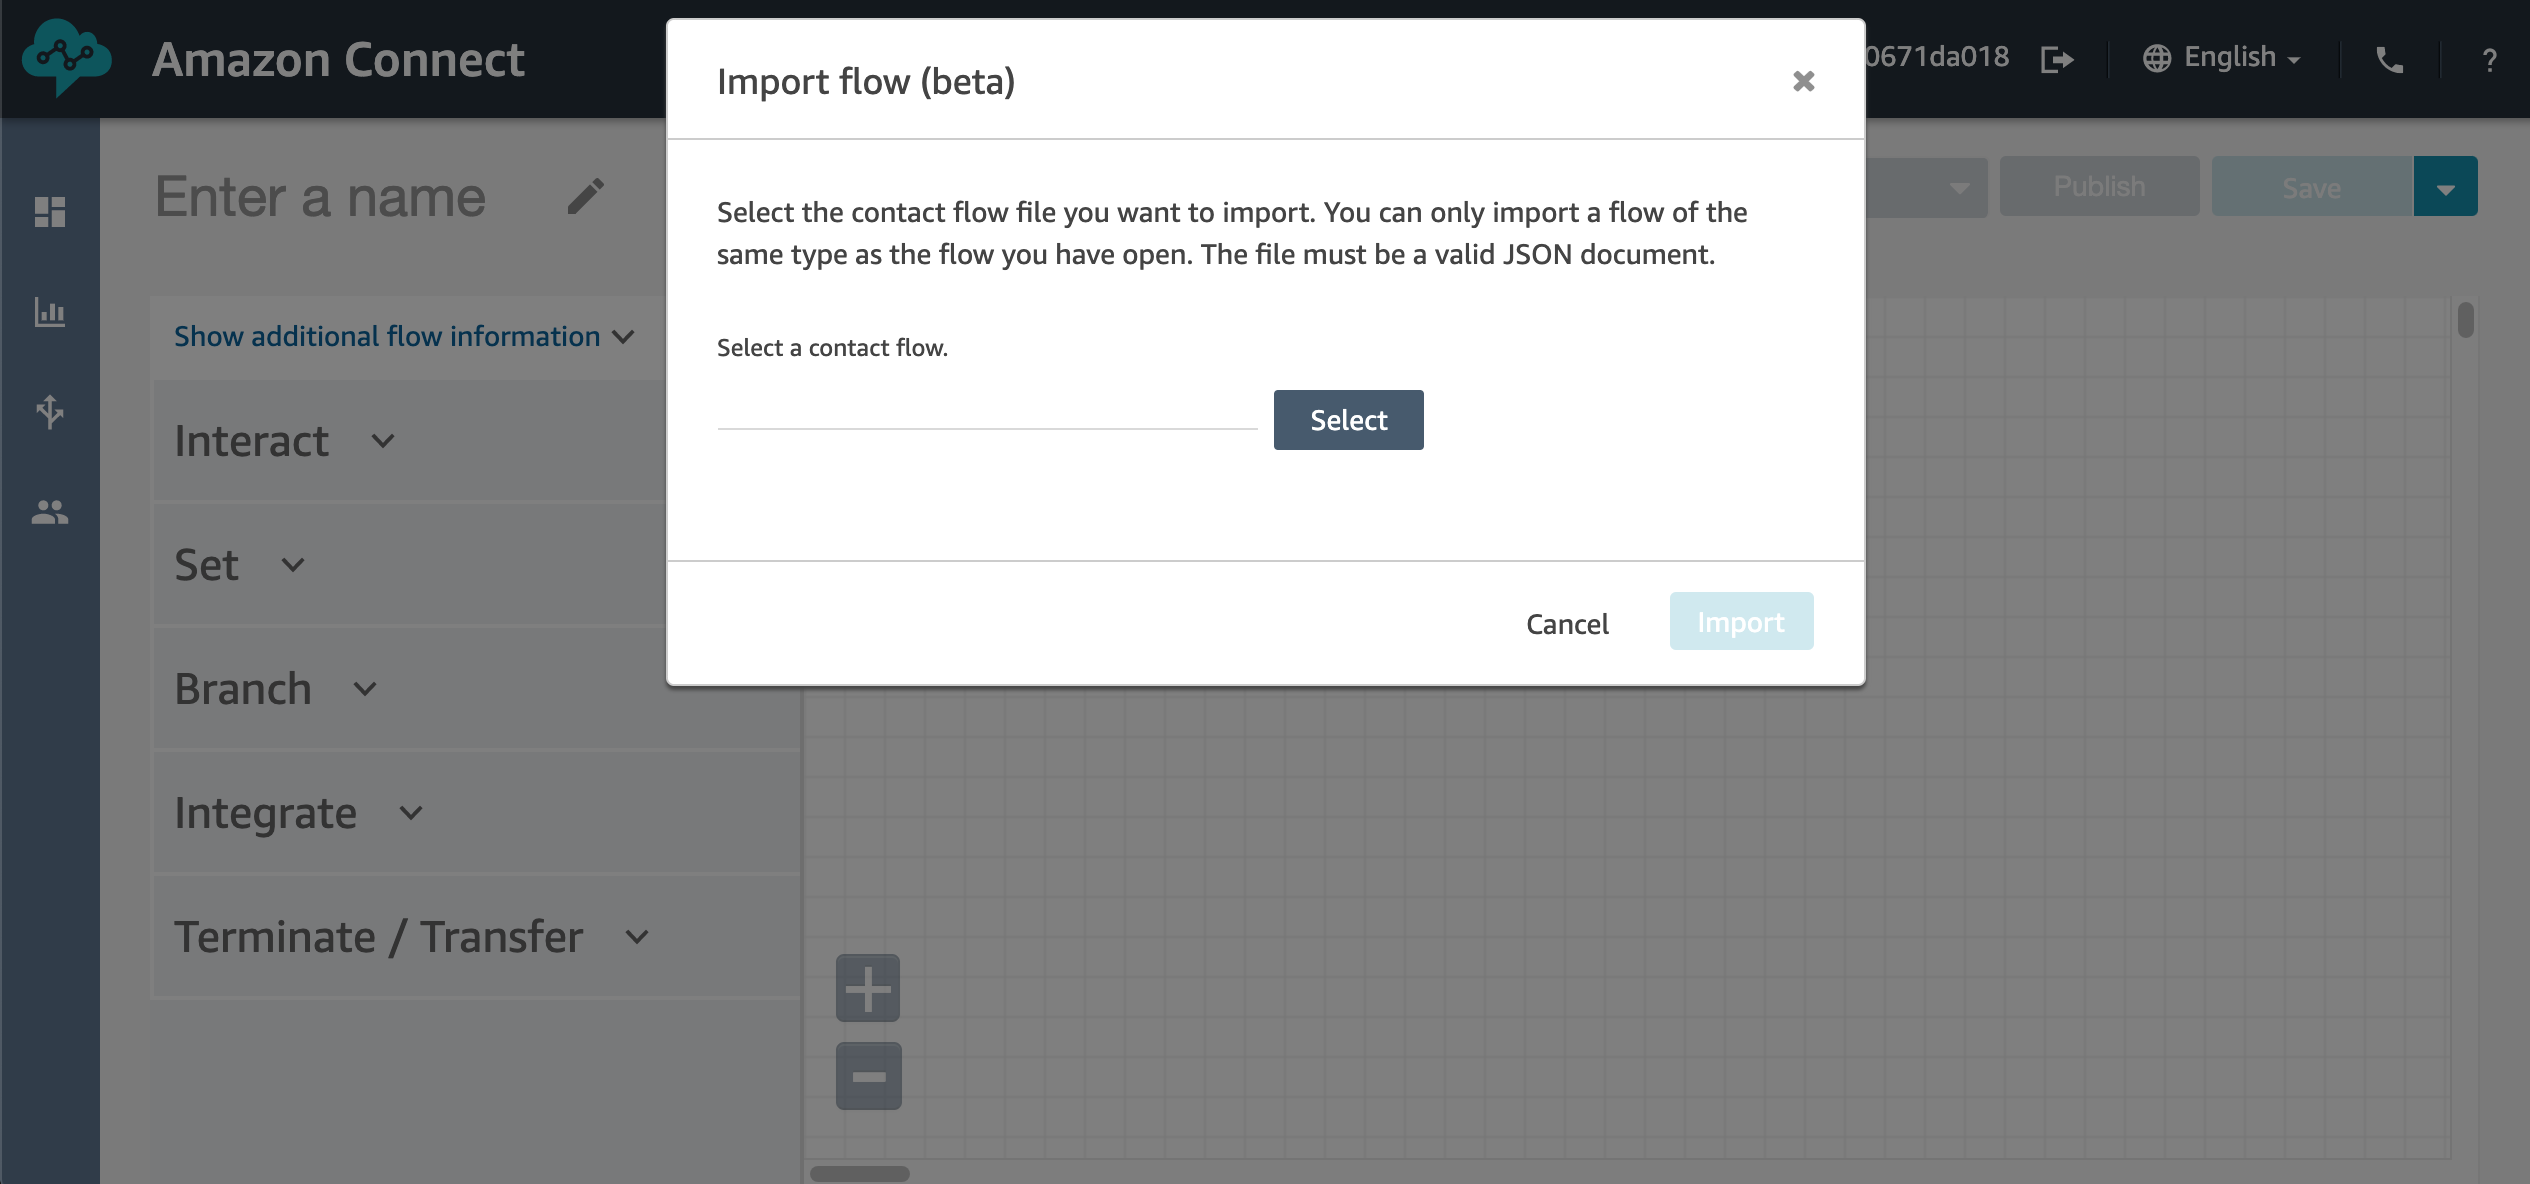 Amazon Connect
0671da018
English
?
Import flow (beta)
Select the contact flow file you want to import. You can only import a flow of the
same type as the flow you have open. The file must be a valid JSON document.
Select a contact flow.
Select
Cancel
Import
Enter a name
Publish
Save
Show additional flow information
Interact
Set
Branch
Integrate
Terminate / Transfer